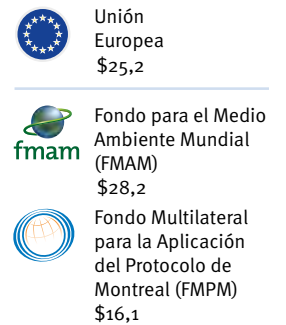 Unión
Europea
$25,2
fmam
Fondo para el Medio
Ambiente Mundial
(FMAM)
$28,2
Fondo Multilateral
para la Aplicación
del Protocolo de
Montreal (FMPM)
$16,1